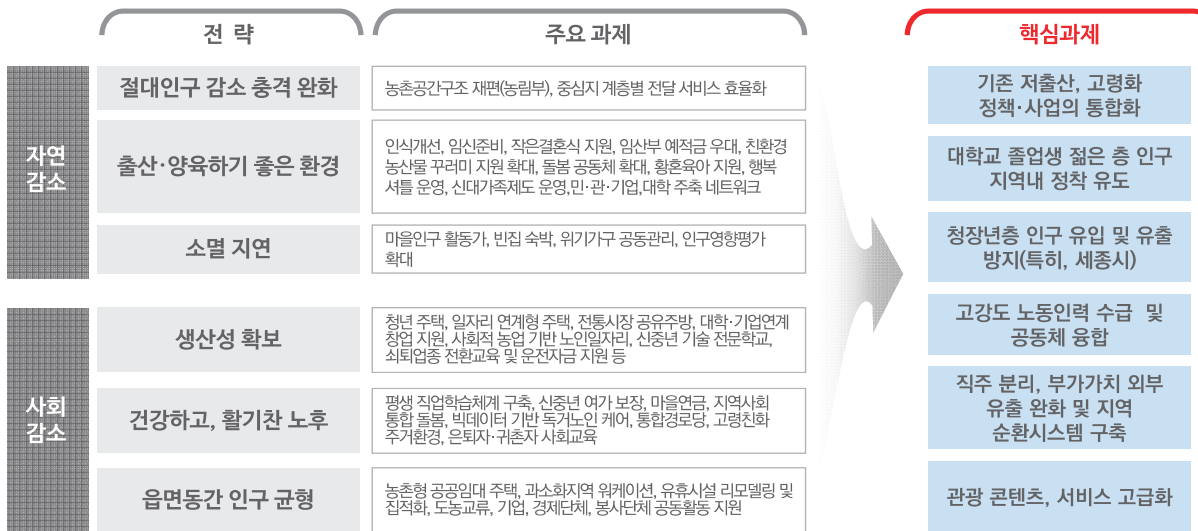 전 략
주요 과제
핵심과제
자연
감소
절대인구 감소 충격 완화
농촌공간구조 재편(농림부), 중심지 계층별 전달 서비스 효율화
출산·양육하기 좋은 환경
인식개선, 임신준비, 작은결혼식 지원, 임산부 예적금 우대, 친환경
농산물 꾸러미 지원 확대, 돌봄 공동체 확대, 황혼육아 지원, 행복
셔틀 운영, 신대가족제도 운영,민·관·기업,대학 주축 네트워크
소멸 지연
마을인구 활동가, 빈집 숙박, 위기가구 공동관리, 인구영향평가
확대
사회
감소
생산성 확보
청년 주택, 일자리 연계형 주택, 전통시장 공유주방, 대학·기업연계
창업 지원, 사회적 농업 기반 노인일자리, 신중년 기술 전문학교,
쇠퇴업종 전환교육 및 운전자금 지원 등
건강하고, 활기찬 노후
평생 직업학습체계 구축, 신중년 여가 보장, 마을연금, 지역사회
통합 돌봄, 빅데이터 기반 독거노인 케어, 통합경로당, 고령친화
주거환경, 은퇴자·귀촌자 사회교육
읍면동간 인구 균형
농촌형 공공임대 주택, 과소화지역 워케이션, 유휴시설 리모델링 및
집적화, 도농교류, 기업, 경제단체, 봉사단체 공동활동 지원
기존 저출산, 고령화
정책·사업의 통합화
대학교 졸업생 젊은 층 인구
지역내 정착 유도
청장년층 인구 유입 및 유출
방지(특히, 세종시)
고강도 노동인력 수급 및
공동체 융합
직주 분리, 부가가치 외부
유출 완화 및 지역
순환시스템 구축
관광 콘텐츠, 서비스 고급화